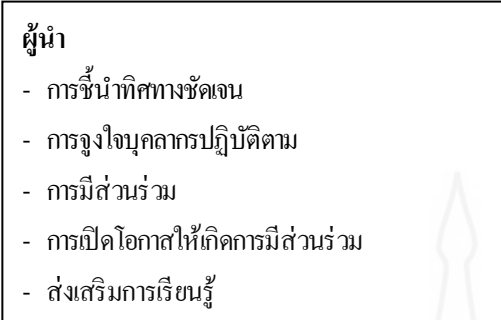 ผู้นำ
- การชี้นำทิศทางชัดเจน
- การจูงใจบุคลากรปฏิบัติตาม
- การมีส่วนร่วม
- การเปิดโอกาสให้เกิดการมีส่วนร่วม
- ส่งเสริมการเรียนรู้